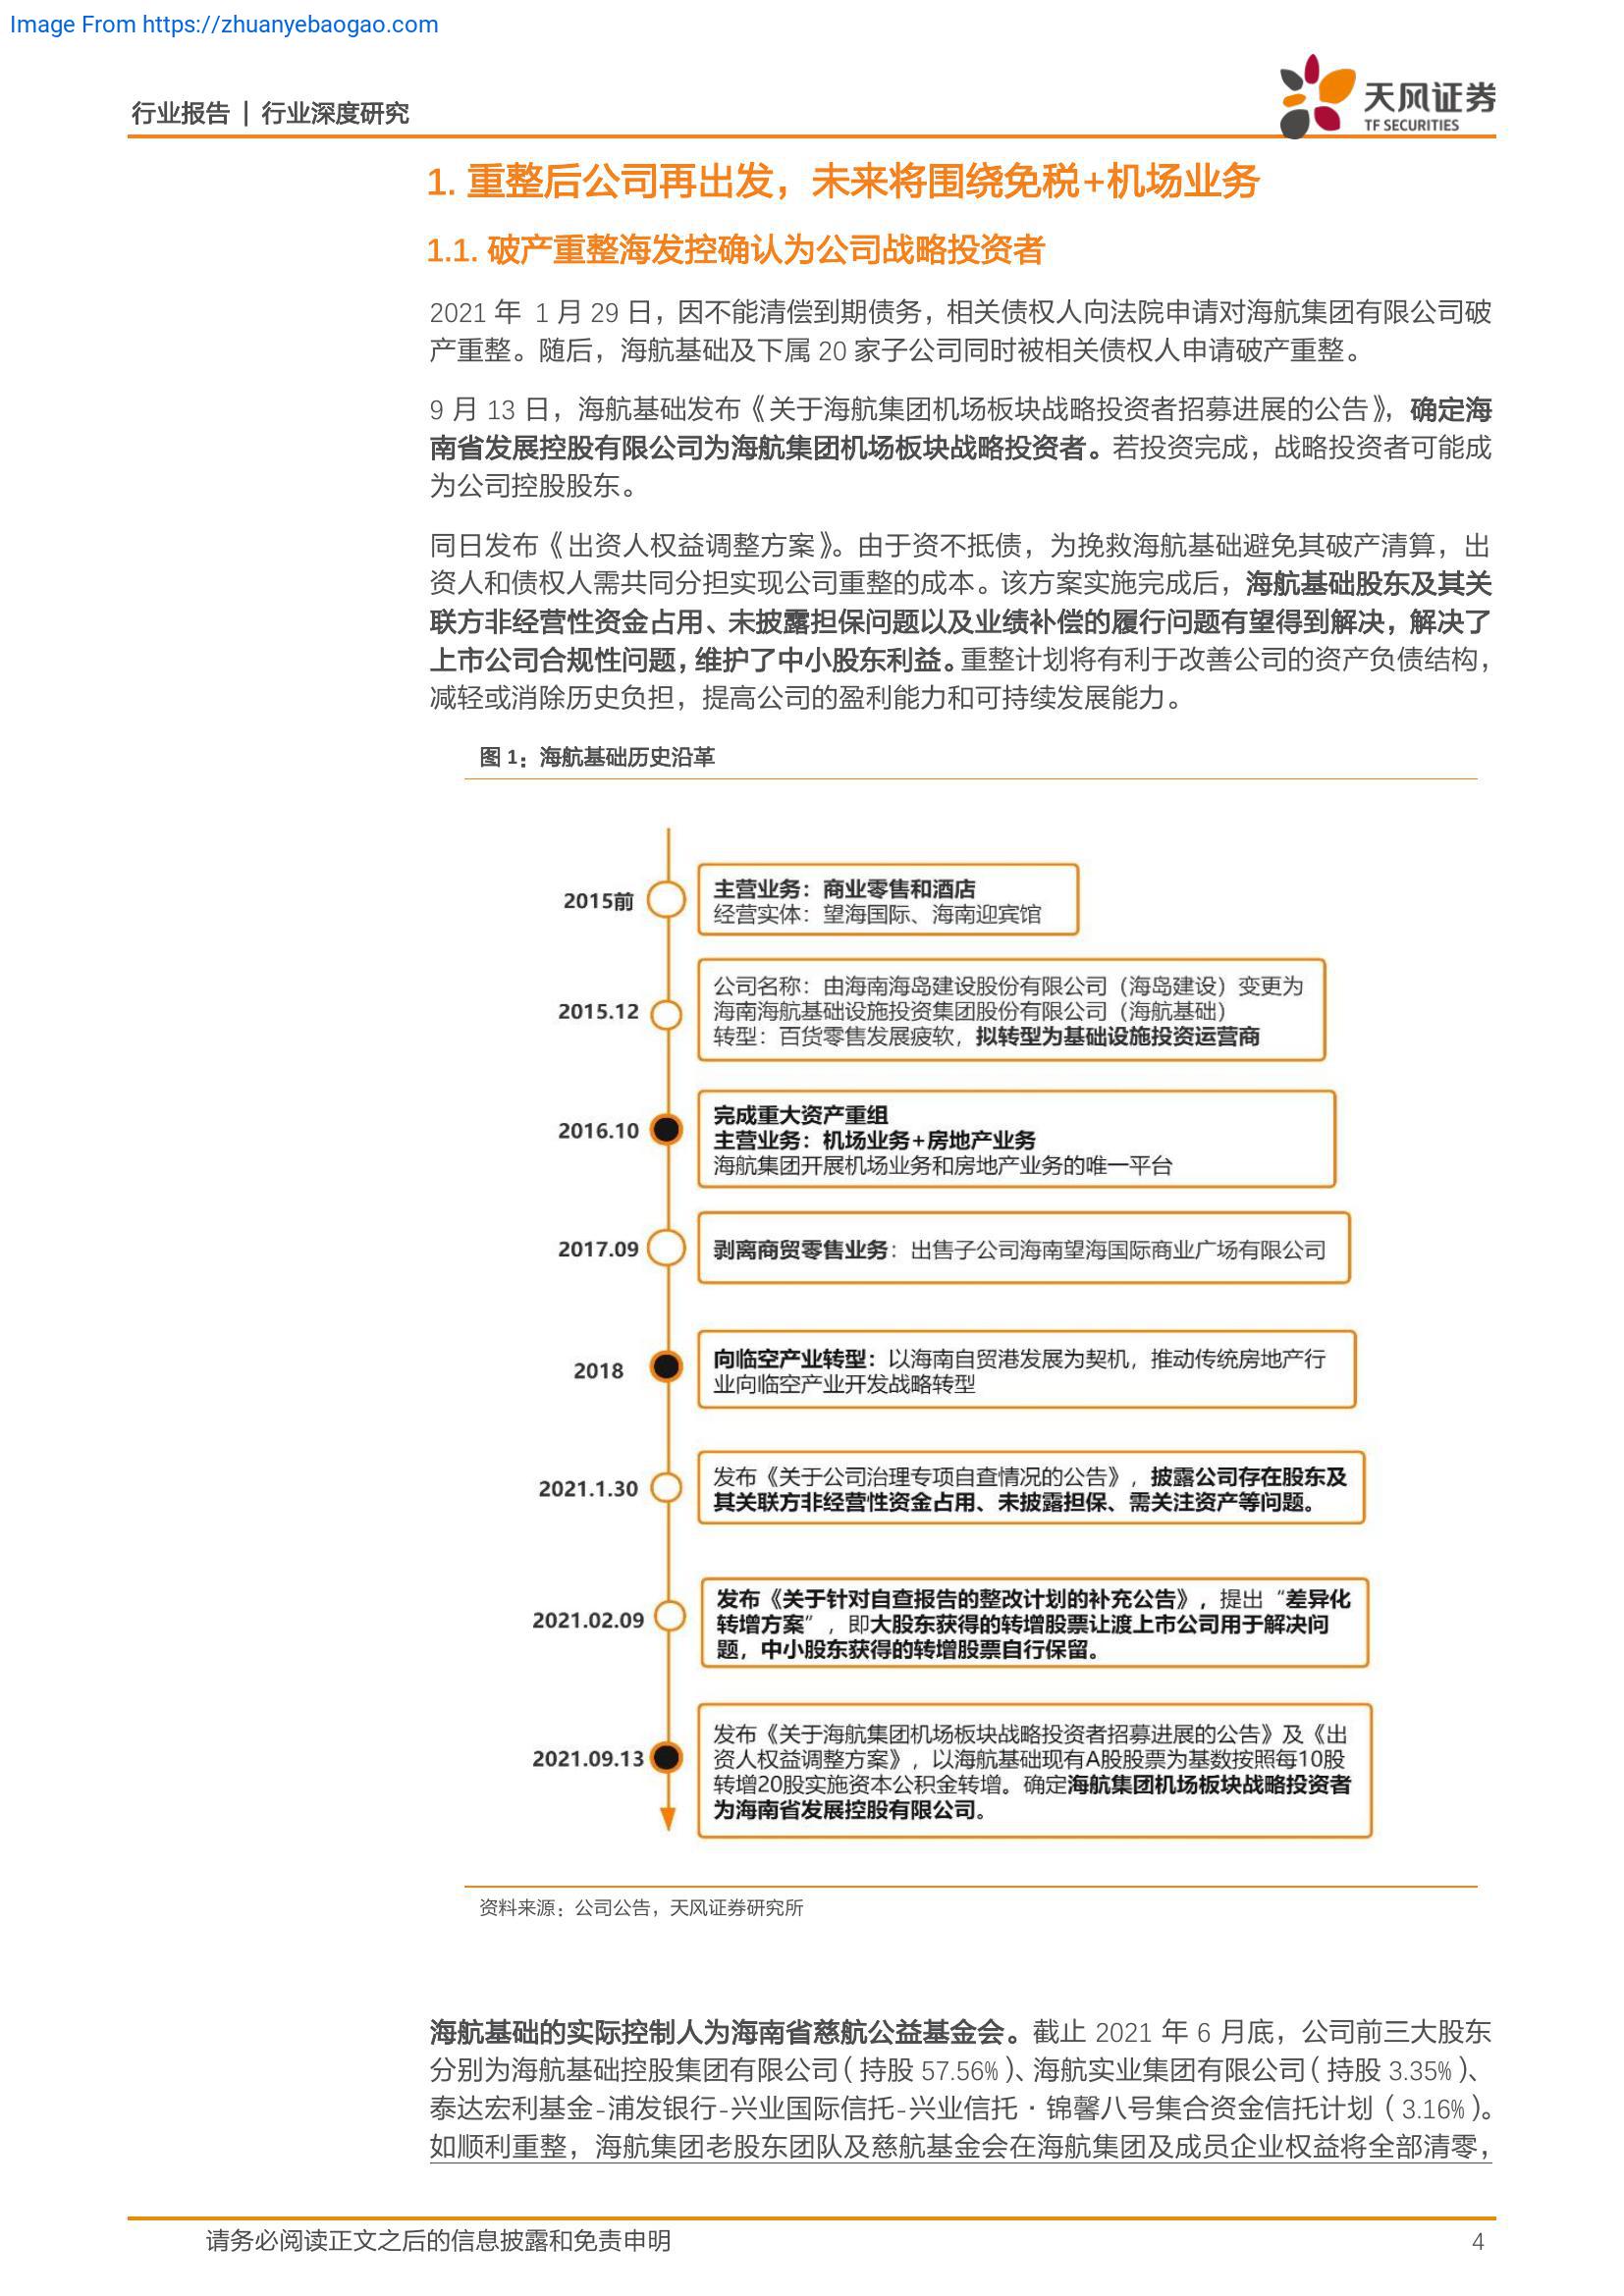 Image From https://zhuanyebaogao.com
行业报告 | 行业深度研究
天风证券
TF SECURITIES
1. 重整后公司再出发，未来将围绕免税+机场业务
1.1. 破产重整海发控确认为公司战略投资者
2021 年 1 月 29 日，因不能清偿到期债务，相关债权人向法院申请对海航集团有限公司破
产重整。随后，海航基础及下属 20 家子公司同时被相关债权人申请破产重整。
9 月 13 日，海航基础发布《关于海航集团机场板块战略投资者招募进展的公告》，确定海
南省发展控股有限公司为海航集团机场板块战略投资者。若投资完成，战略投资者可能成
为公司控股股东。
同日发布《出资人权益调整方案》。由于资不抵债，为挽救海航基础避免其破产清算，出
资人和债权人需共同分担实现公司重整的成本。该方案实施完成后，海航基础股东及其关
联方非经营性资金占用、未披露担保问题以及业绩补偿的履行问题有望得到解决，解决了
上市公司合规性问题，维护了中小股东利益。重整计划将有利于改善公司的资产负债结构，
减轻或消除历史负担，提高公司的盈利能力和可持续发展能力。
图 1：海航基础历史沿革
2015前
主营业务：商业零售和酒店
经营实体：望海国际、海南迎宾馆
2015.12
公司名称：由海南海岛建设股份有限公司（海岛建设）变更为
海南海航基础设施投资集团股份有限公司（海航基础）
转型：百货零售发展疲软，拟转型为基础设施投资运营商
2016.10
完成重大资产重组
主营业务：机场业务+房地产业务
海航集团开展机场业务和房地产业务的唯一平台
2017.09
剥离商贸零售业务：出售子公司海南望海国际商业广场有限公司
2018
向临空产业转型：以海南自贸港发展为契机，推动传统房地产行
业向临空产业开发战略转型
2021.1.30
发布《关于公司治理专项自查情况的公告》，披露公司存在股东及
其关联方非经营性资金占用、未披露担保、需关注资产等问题。
2021.02.09
发布《关于针对自查报告的整改计划的补充公告》，提出“差异化
转增方案”，即大股东获得的转增股票让渡上市公司用于解决问
题，中小股东获得的转增股票自行保留。
2021.09.13
发布《关于海航集团机场板块战略投资者招募进展的公告》及《出
资人权益调整方案》，以海航基础现有A股股票为基数按照每10股
转增20股实施资本公积金转增。确定海航集团机场板块战略投资者
为海南省发展控股有限公司。
资料来源：公司公告，天风证券研究所
海航基础的实际控制人为海南省慈航公益基金会。截止 2021 年 6 月底，公司前三大股东
分别为海航基础控股集团有限公司（持股 57.56%）、海航实业集团有限公司（持股 3.35%）、
泰达宏利基金-浦发银行-兴业国际信托-兴业信托·锦馨八号集合资金信托计划（3.16%）。
如顺利重整，海航集团老股东团队及慈航基金会在海航集团及成员企业权益将全部清零，
请务必阅读正文之后的信息披露和免责申明
4